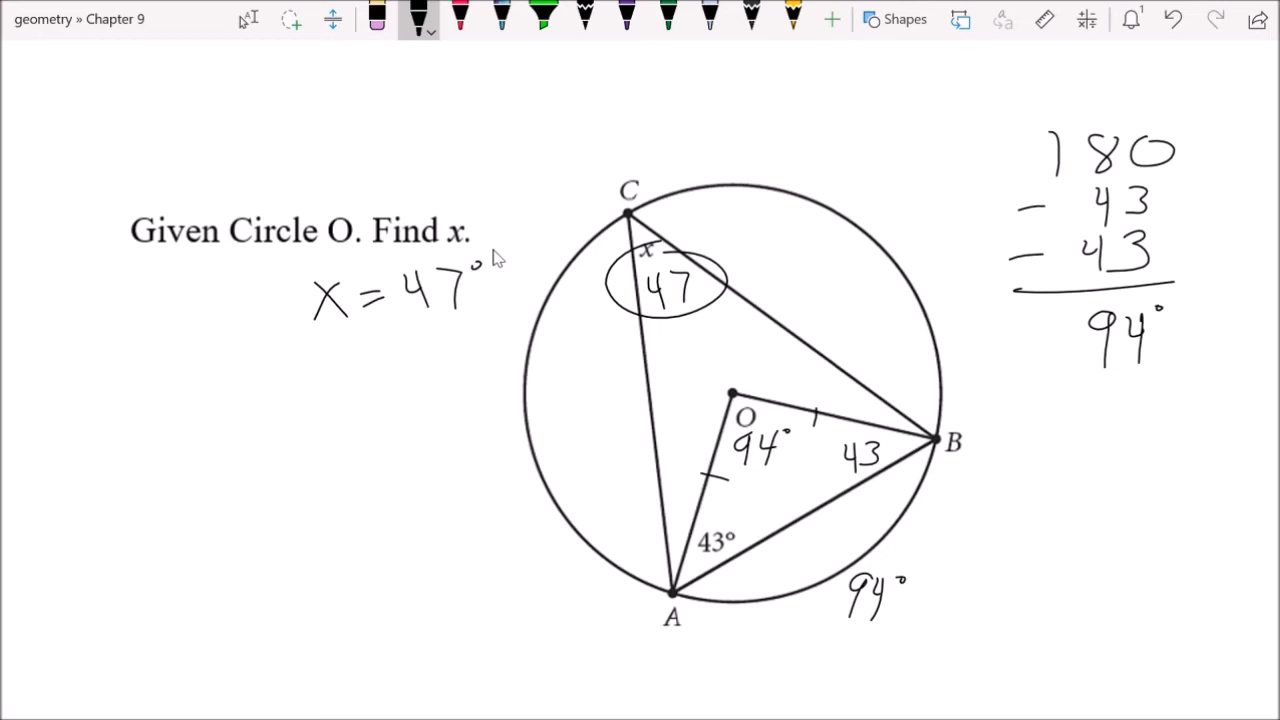 geometry » Chapter 9
Shapes
Given Circle O. Find x.
x = 47°
C
x
47
O
94°
43
B
43°
A
94°
180
- 43
- 43
94°